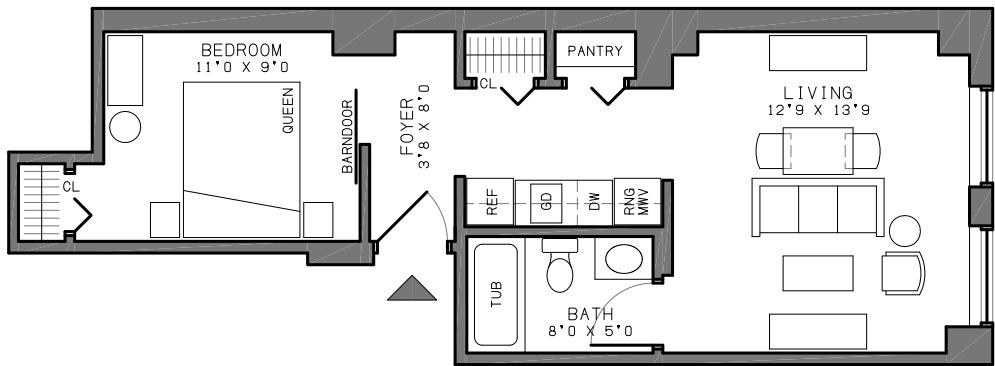 BEDROOM
11'0 X 9'0
QUEEN
BARNDOOR
CL
FOYER
3'8 X 8'0
CL
PANTRY
LIVING
12'9 X 13'9
REF
GD
DW
RNG
MWV
TUB
BATH
8'0 X 5'0